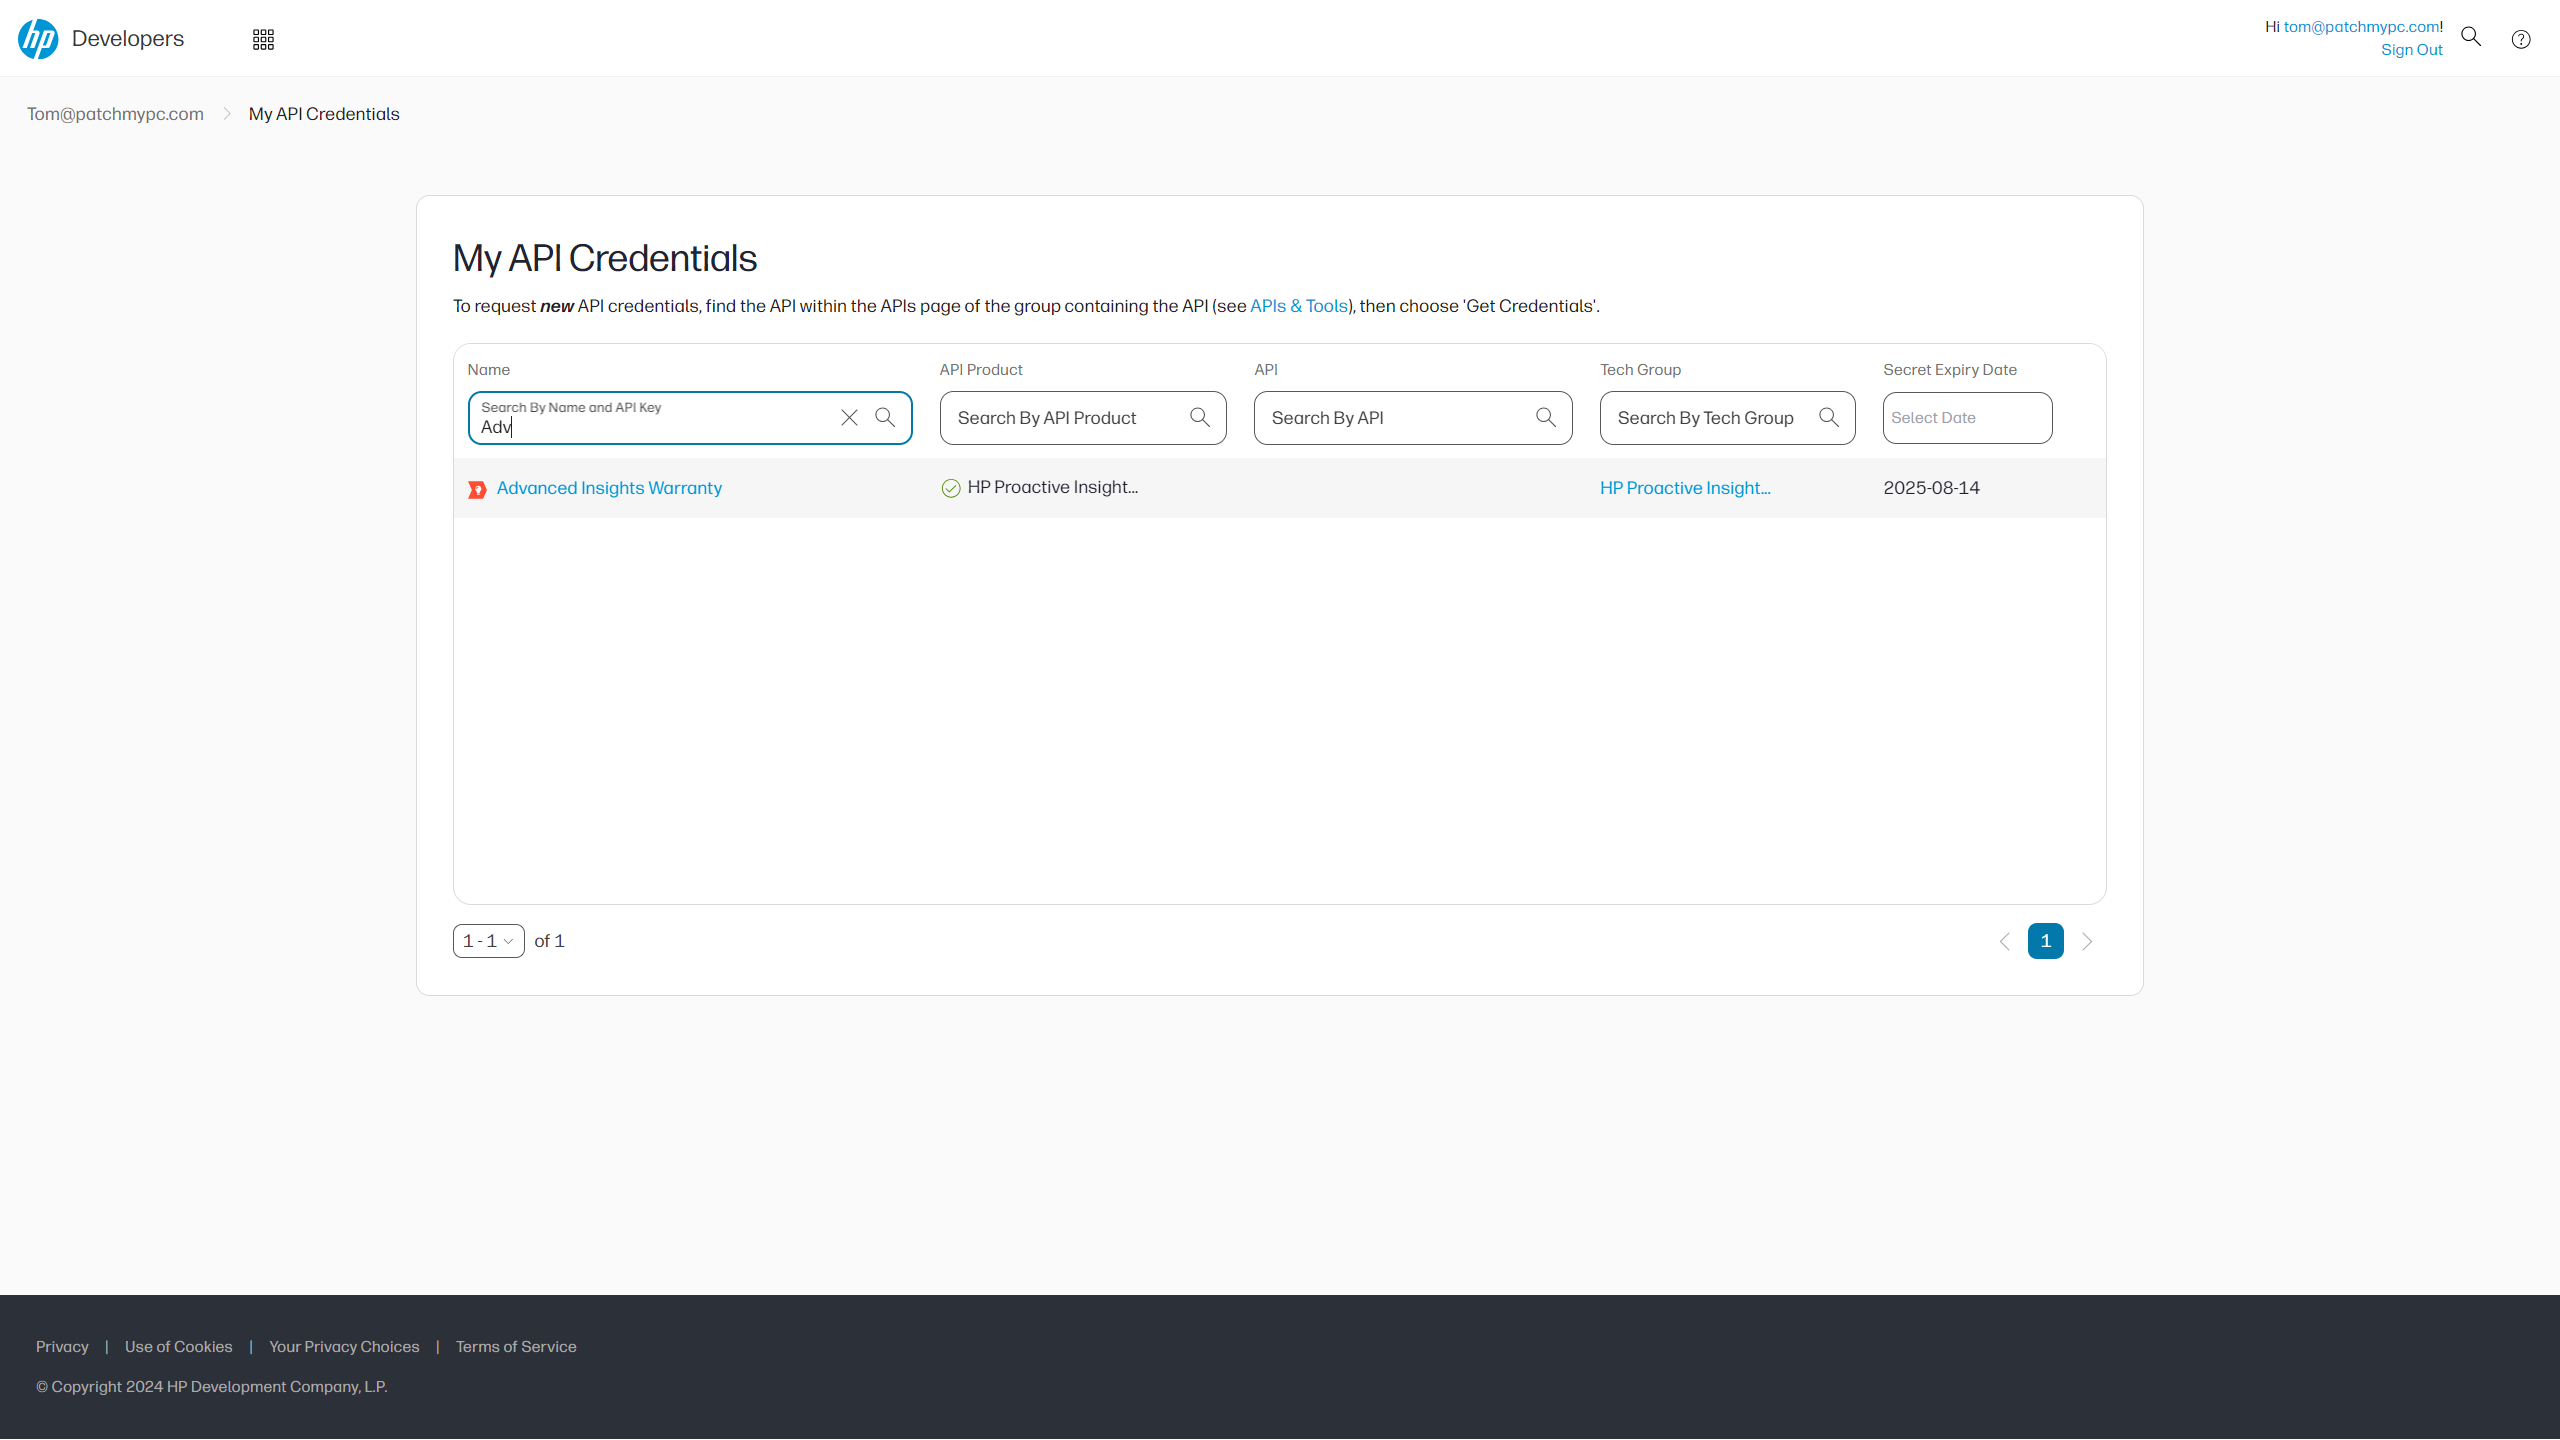 hp Developers
Hi tom@patchmypc.com!
Sign Out
Tom@patchmypc.com > My API Credentials
My API Credentials
To request new API credentials, find the API within the APIs page of the group containing the API (see APIs & Tools), then choose 'Get Credentials'.
Name API Product API Tech Group Secret Expiry Date
Search By Name and API Key
Adv
Search By API Product Search By API Search By Tech Group Select Date
Advanced Insights Warranty HP Proactive Insight... HP Proactive Insight... 2025-08-14
1 - 1 of 1 1
Privacy | Use of Cookies | Your Privacy Choices | Terms of Service
© Copyright 2024 HP Development Company, L.P.